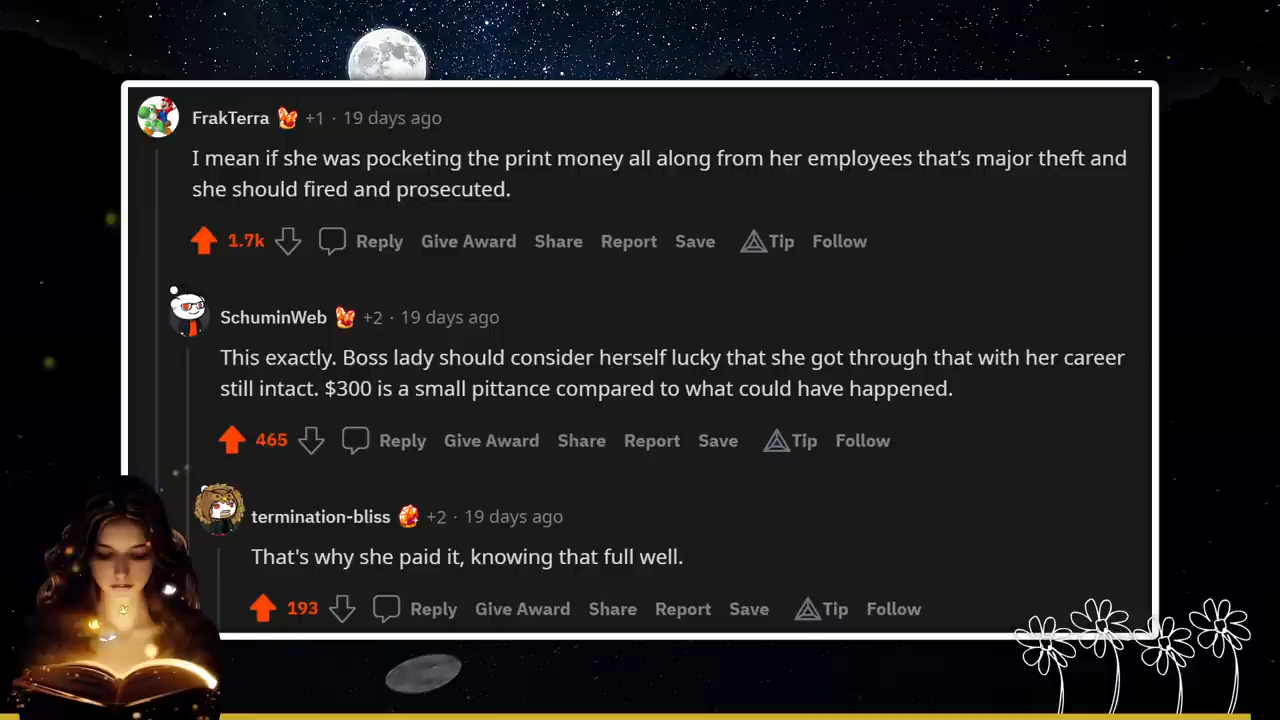 FrakTerra +1 · 19 days ago
I mean if she was pocketing the print money all along from her employees that’s major theft and
she should fired and prosecuted.
1.7k Reply Give Award Share Report Save Tip Follow
SchuminWeb +2 · 19 days ago
This exactly. Boss lady should consider herself lucky that she got through that with her career
still intact. $300 is a small pittance compared to what could have happened.
465 Reply Give Award Share Report Save Tip Follow
termination-bliss +2 · 19 days ago
That's why she paid it, knowing that full well.
193 Reply Give Award Share Report Save Tip Follow